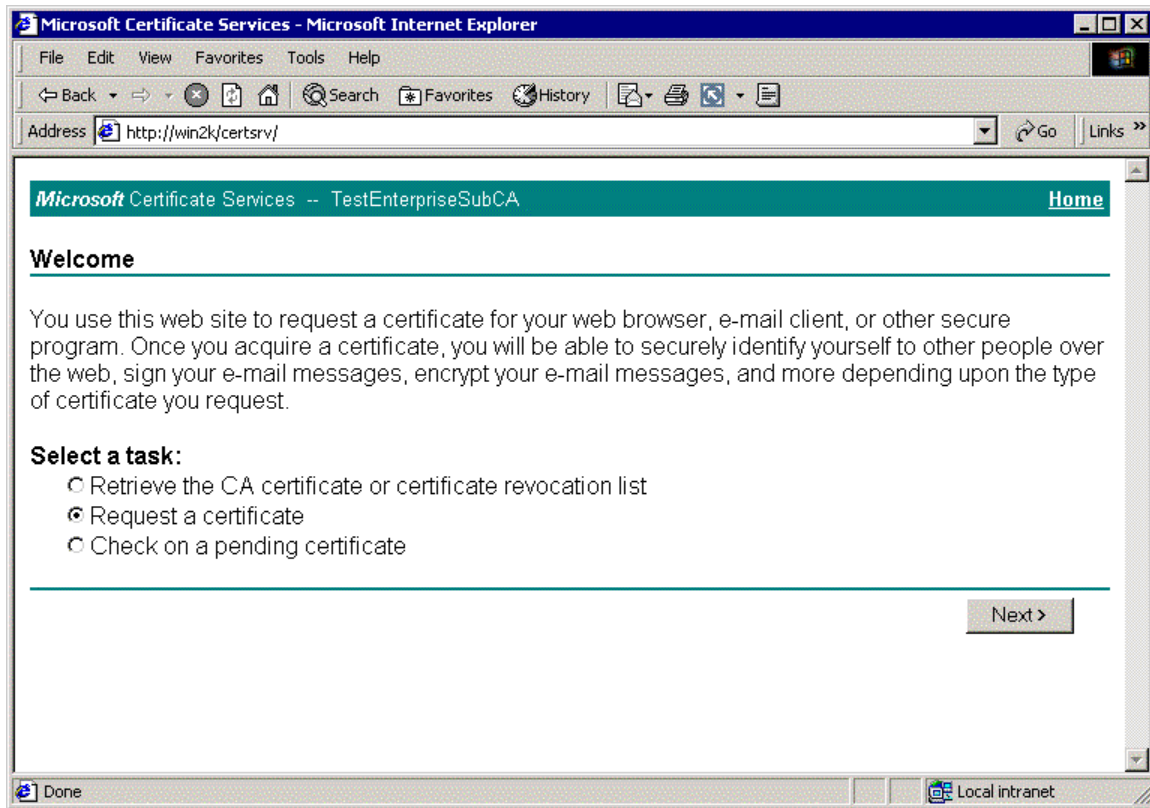 Microsoft Certificate Services - Microsoft Internet Explorer
File Edit View Favorites Tools Help
Back Search Favorites History
Address http://win2k/certsrv/ Go Links »
Microsoft Certificate Services -- TestEnterpriseSubCA Home
Welcome
You use this web site to request a certificate for your web browser, e-mail client, or other secure
program. Once you acquire a certificate, you will be able to securely identify yourself to other people over
the web, sign your e-mail messages, encrypt your e-mail messages, and more depending upon the type
of certificate you request.
Select a task:
Retrieve the CA certificate or certificate revocation list
Request a certificate
Check on a pending certificate
Next >
Done Local intranet